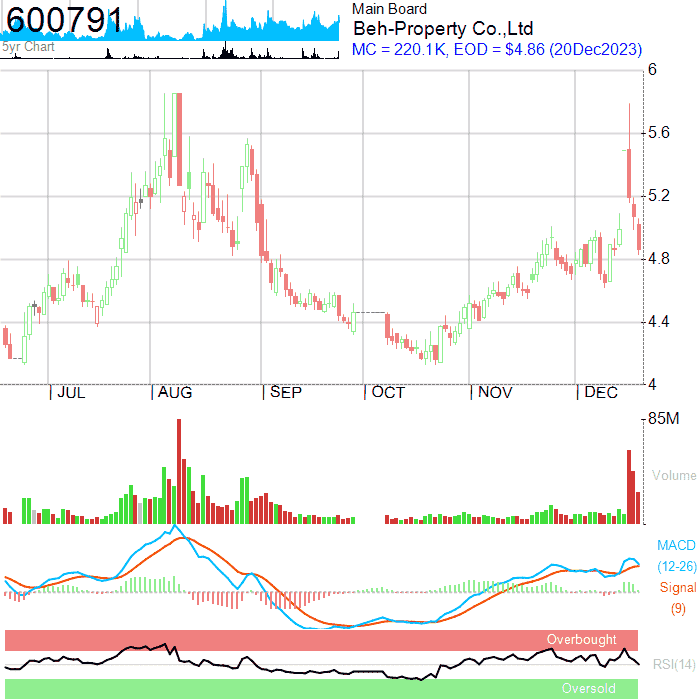 600791
5yr Chart
Main Board
Beh-Property Co.,Ltd
MC = 220.1K, EOD = $4.86 (20Dec2023)
6
5.6
5.2
4.8
4.4
4
JUL
AUG
SEP
OCT
NOV
DEC
85M
Volume
MACD
(12-26)
Signal
(9)
Overbought
RSI(14)
Oversold